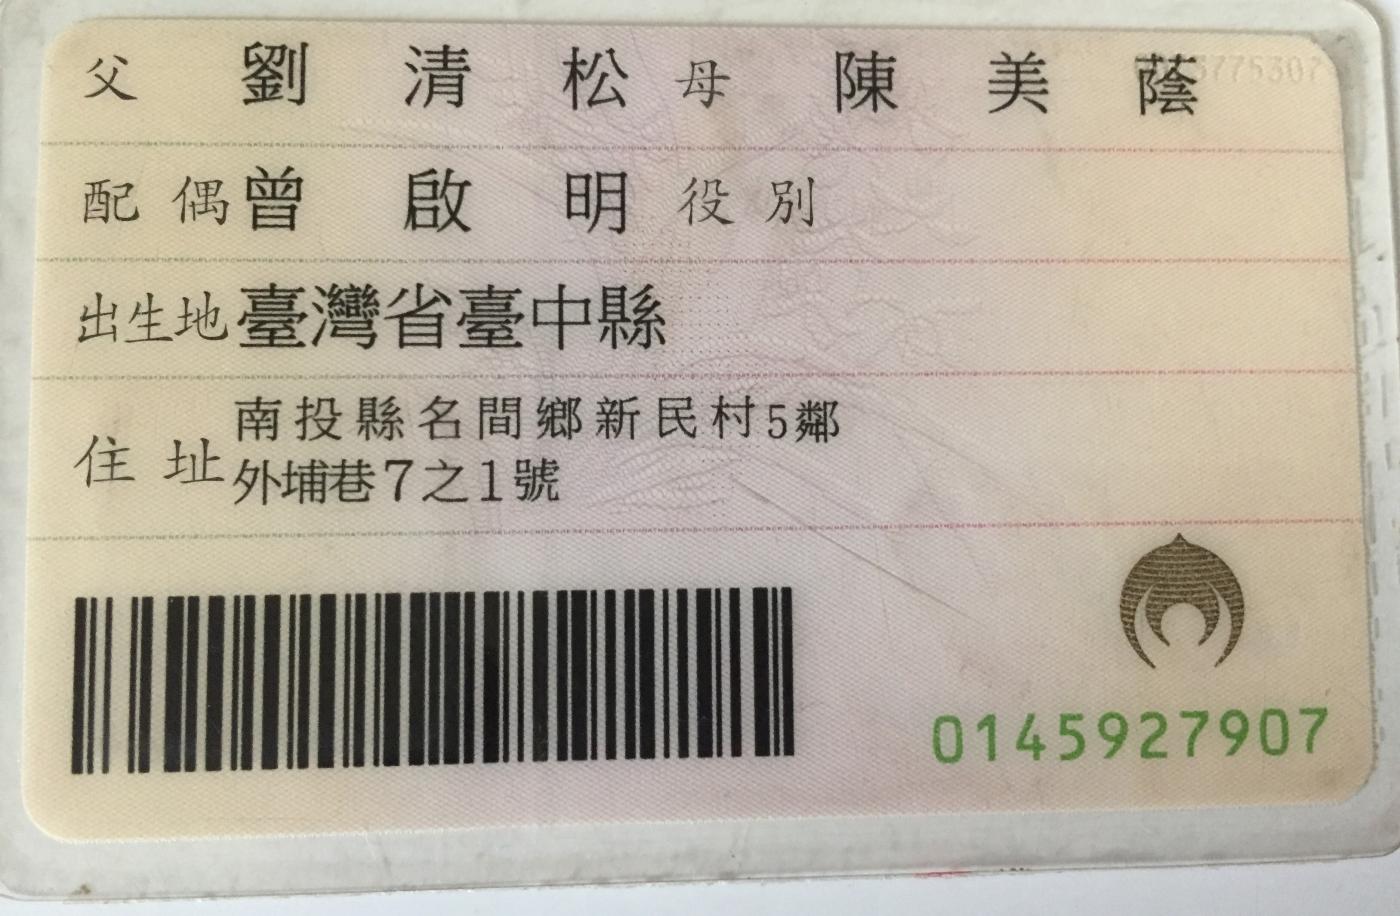 父 劉清松 母 陳美蔭
配偶 曾啟明 役別
出生地 臺灣省臺中縣
住址 南投縣名間鄉新民村5鄰
外埔巷7之1號
0145927907